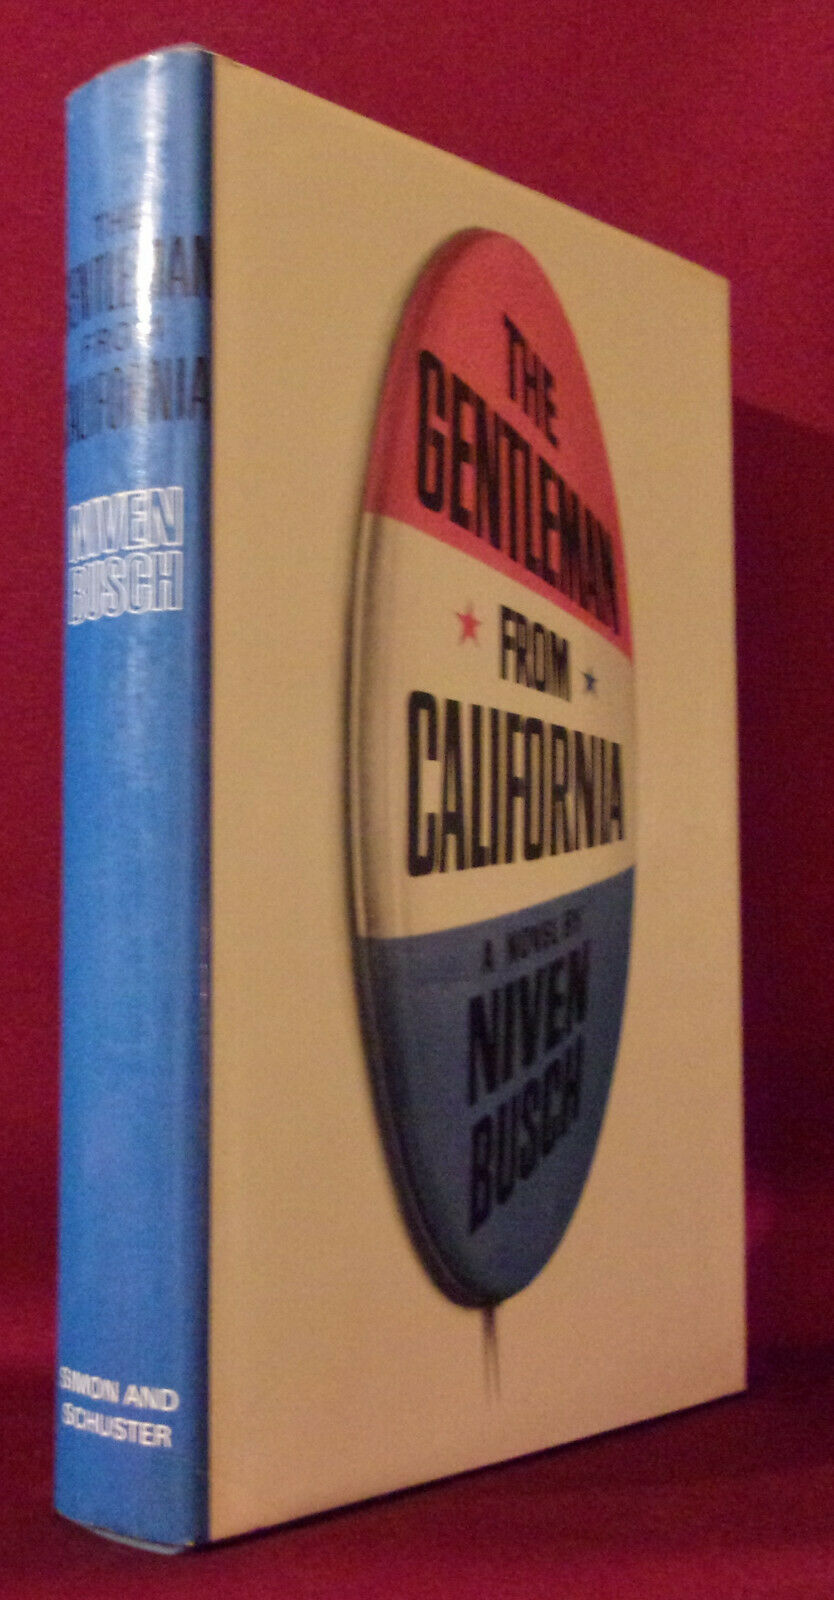 THE
GENTLEMAN
FROM
CALIFORNIA
NIVEN
BUSCH
SIMON AND
SCHUSTER
THE
GENTLEMAN
FROM
CALIFORNIA
A NOVEL BY
NIVEN
BUSCH